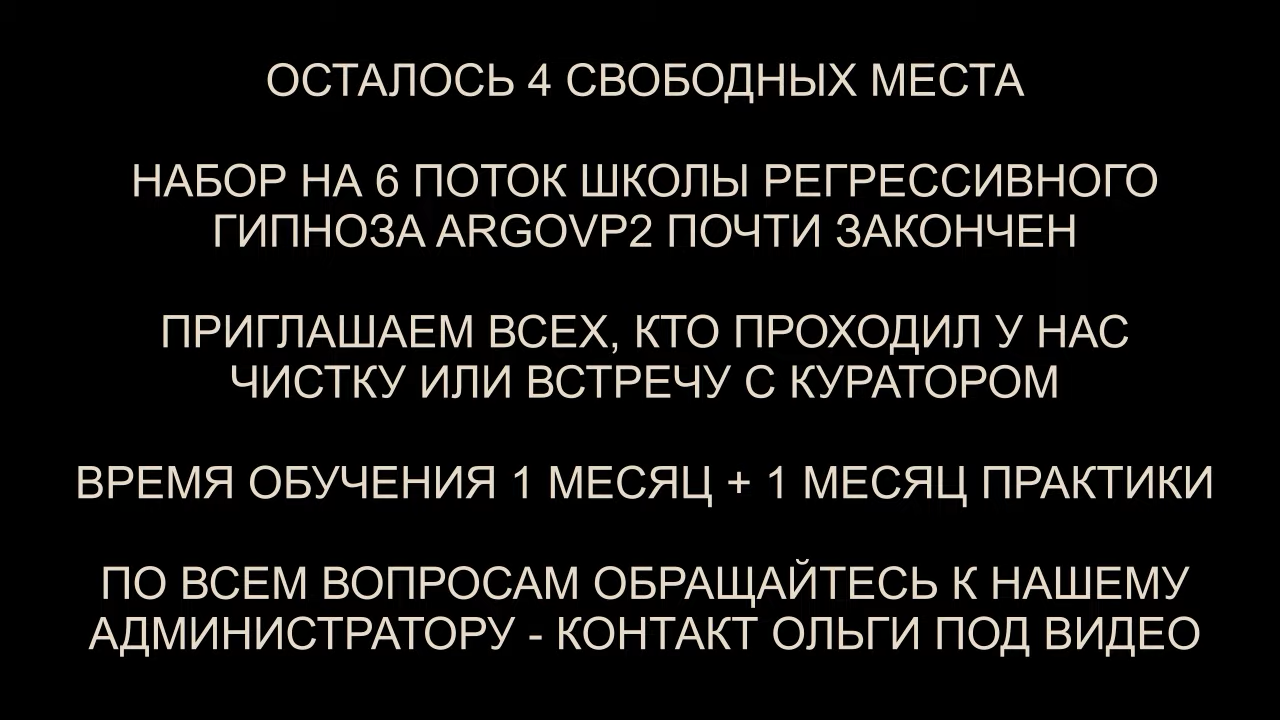 ОСТАЛОСЬ 4 СВОБОДНЫХ МЕСТА
НАБОР НА 6 ПОТОК ШКОЛЫ РЕГРЕССИВНОГО
ГИПНОЗА ARGOVP2 ПОЧТИ ЗАКОНЧЕН
ПРИГЛАШАЕМ ВСЕХ, КТО ПРОХОДИЛ У НАС
ЧИСТКУ ИЛИ ВСТРЕЧУ С КУРАТОРОМ
ВРЕМЯ ОБУЧЕНИЯ 1 МЕСЯЦ + 1 МЕСЯЦ ПРАКТИКИ
ПО ВСЕМ ВОПРОСАМ ОБРАЩАЙТЕСЬ К НАШЕМУ
АДМИНИСТРАТОРУ - КОНТАКТ ОЛЬГИ ПОД ВИДЕО